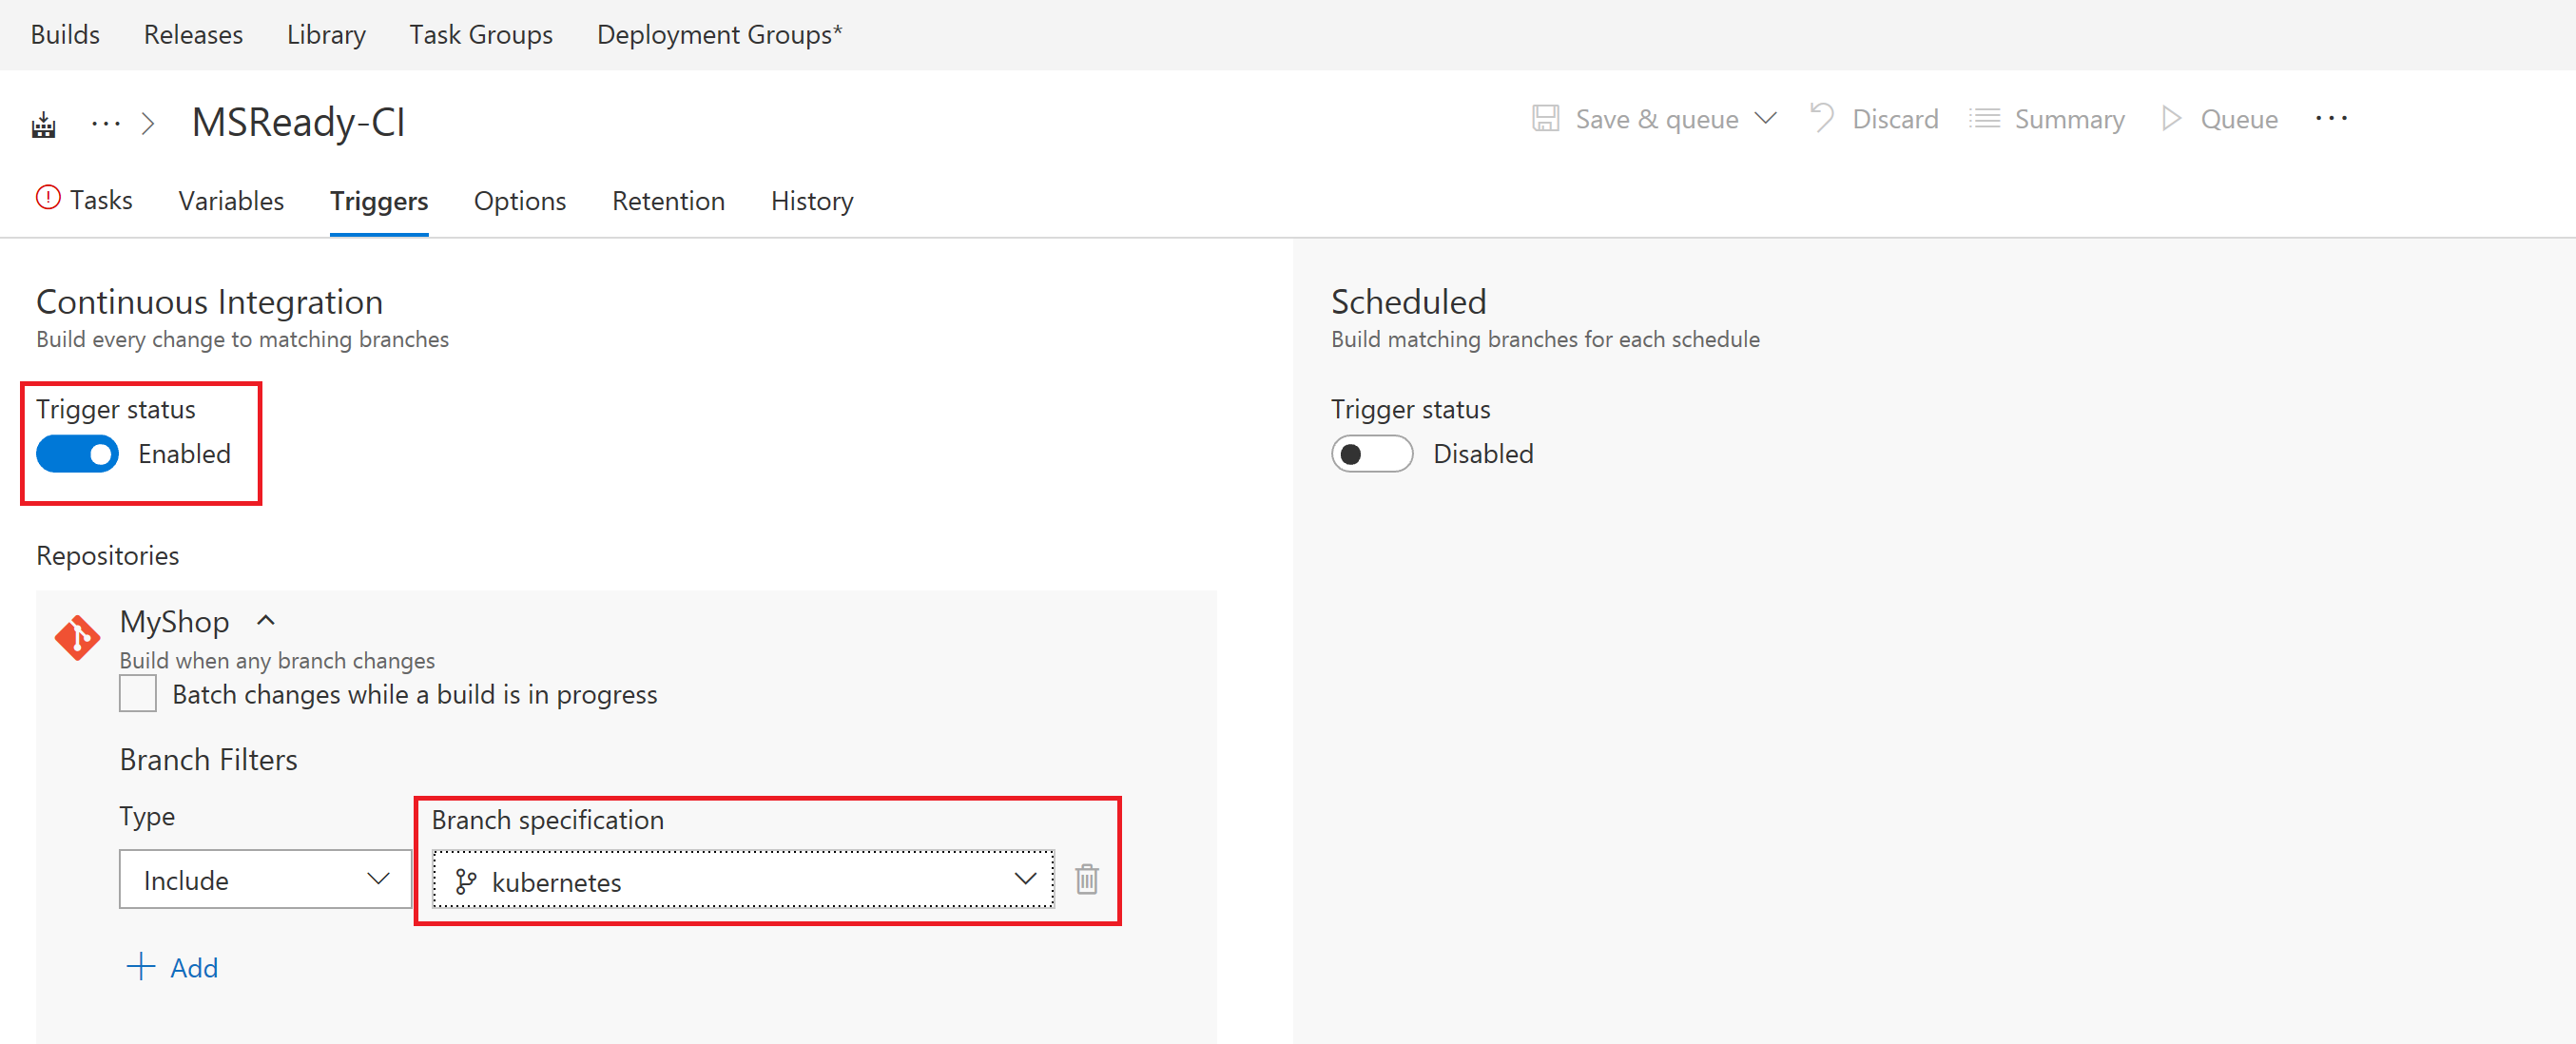 Builds Releases Library Task Groups Deployment Groups*
··· > MSReady-CI
Save & queue Discard Summary Queue ···
Tasks Variables Triggers Options Retention History
Continuous Integration
Build every change to matching branches
Trigger status
Enabled
Repositories
MyShop
Build when any branch changes
Batch changes while a build is in progress
Branch Filters
Type
Branch specification
Include
kubernetes
+ Add
Scheduled
Build matching branches for each schedule
Trigger status
Disabled